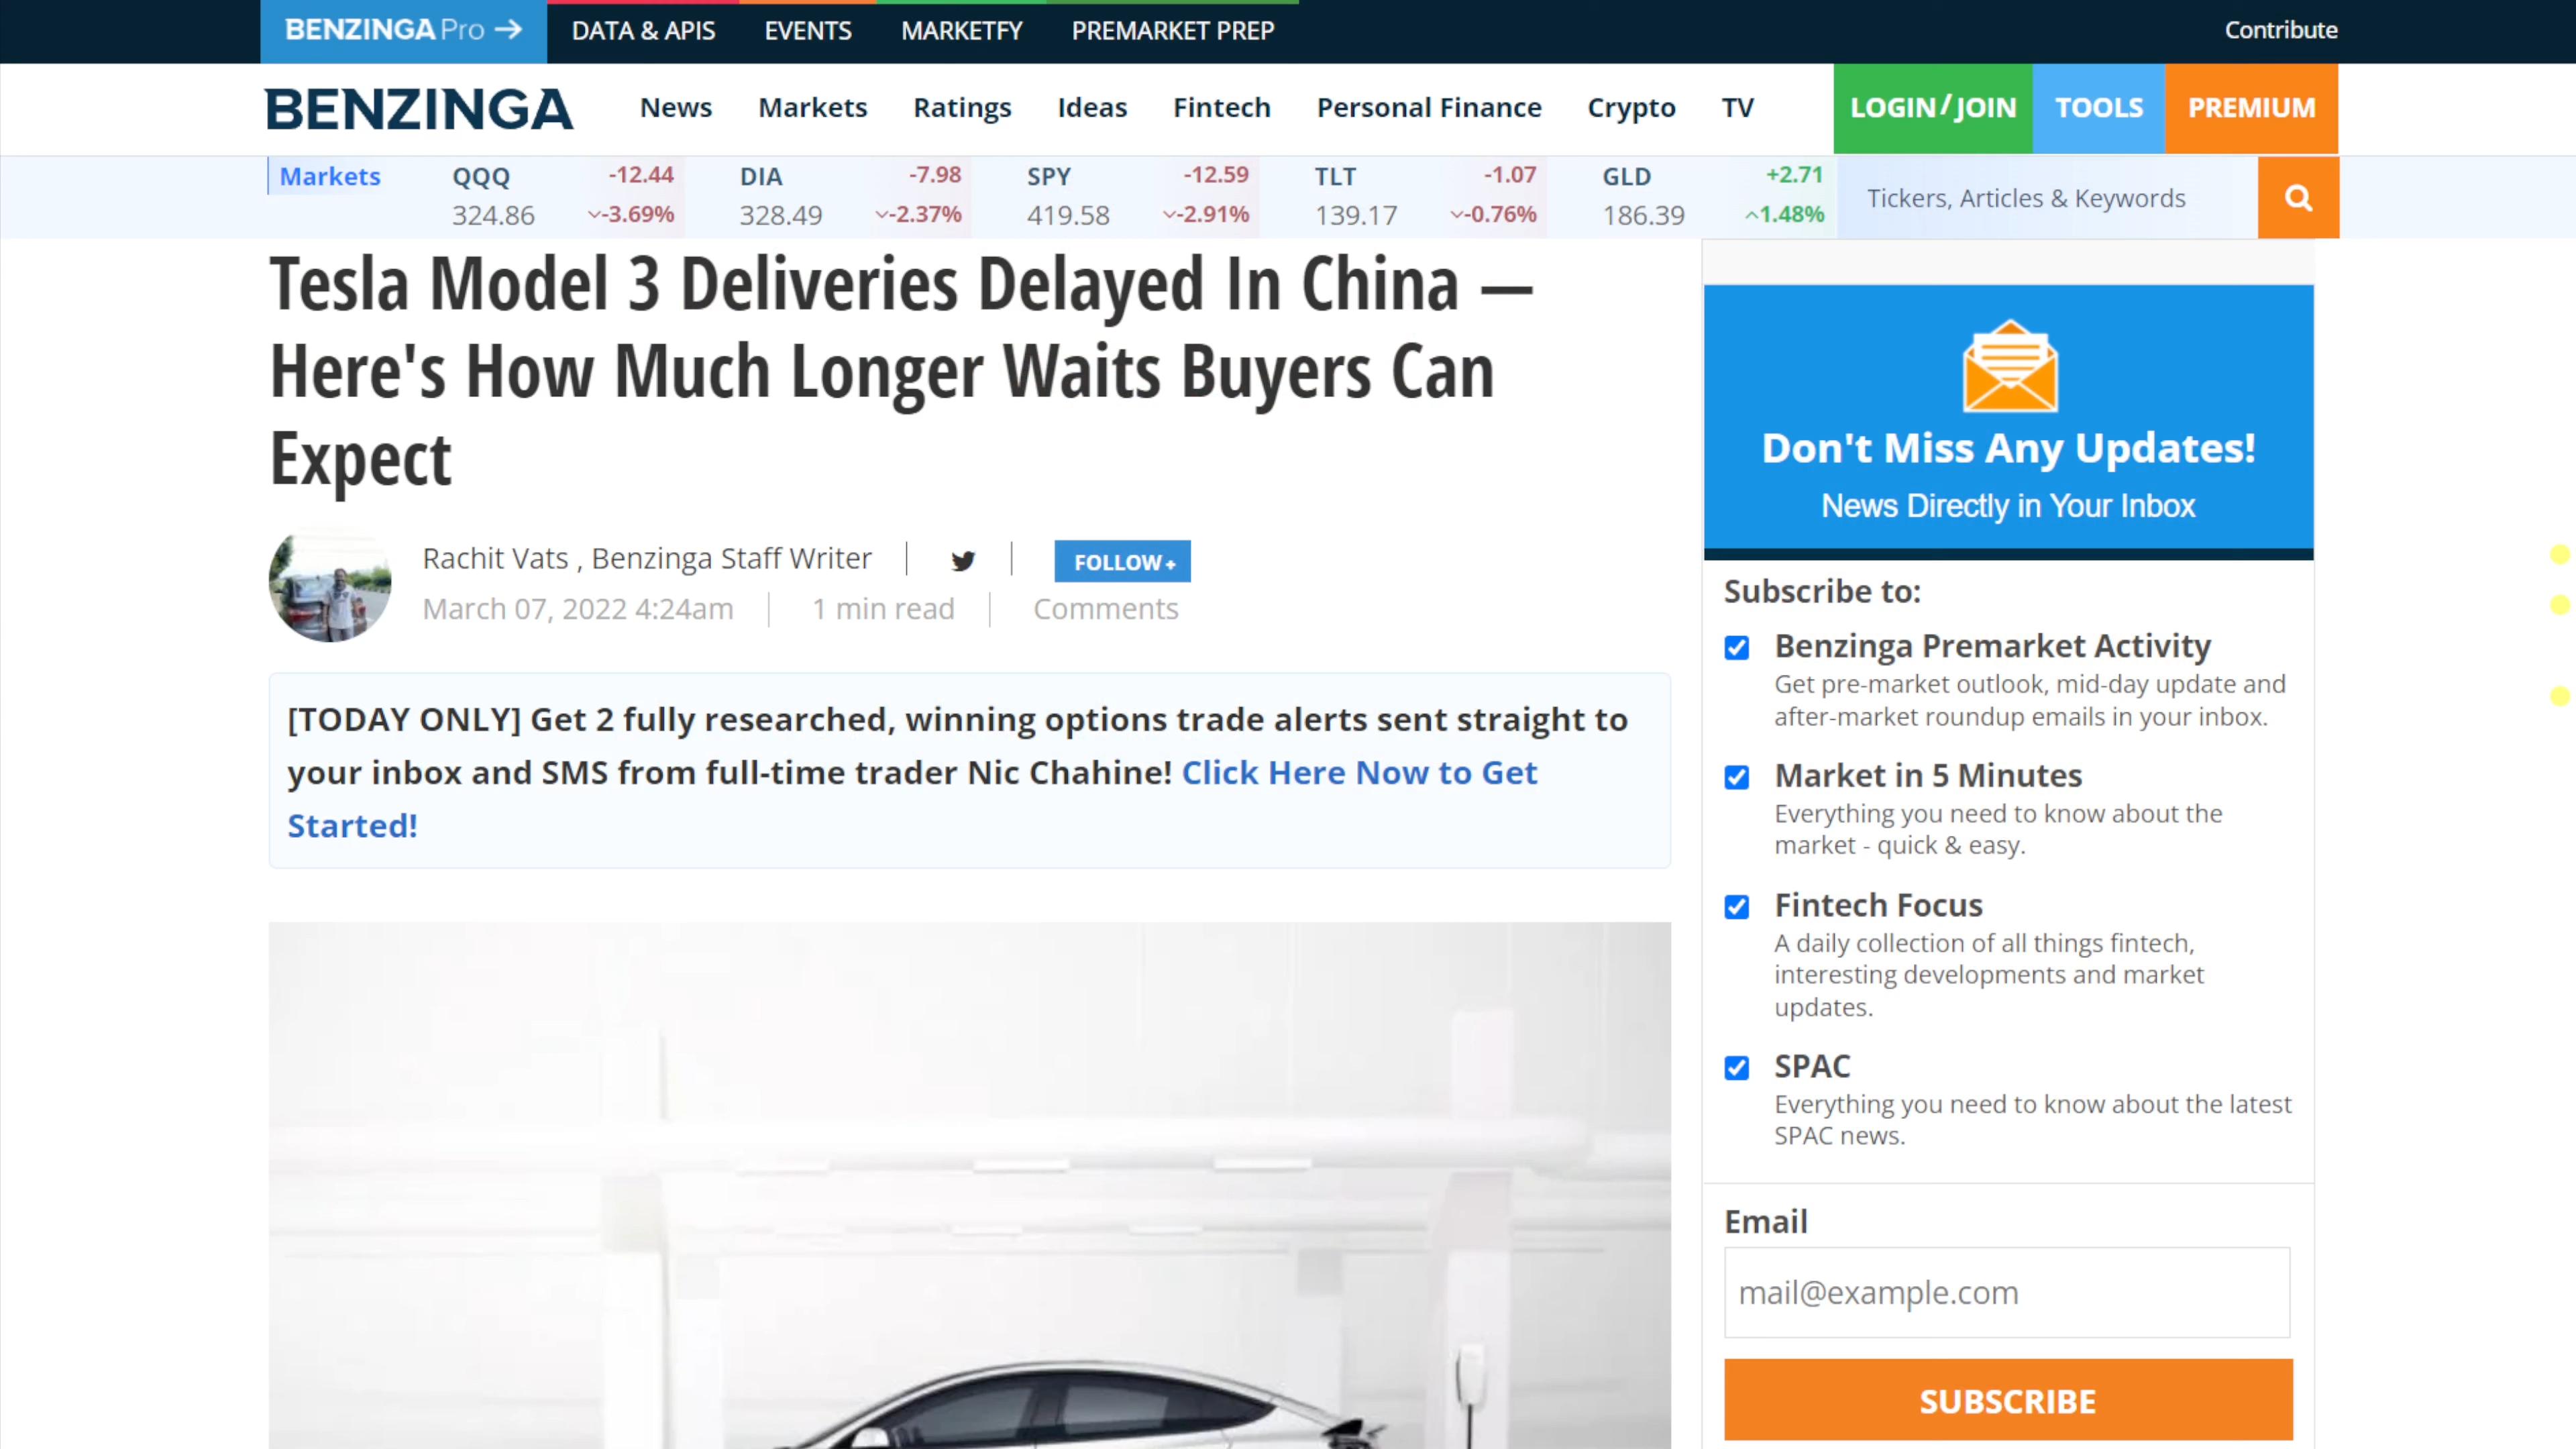 BENZINGA Pro →
DATA & APIS
EVENTS
MARKETFY
PREMARKET PREP
Contribute
BENZINGA
News
Markets
Ratings
Ideas
Fintech
Personal Finance
Crypto
TV
LOGIN / JOIN
TOOLS
PREMIUM
Markets
QQQ -12.44
324.86 -3.69%
DIA -7.98
328.49 -2.37%
SPY -12.59
419.58 -2.91%
TLT -1.07
139.17 -0.76%
GLD +2.71
186.39 1.48%
Tickers, Articles & Keywords
Tesla Model 3 Deliveries Delayed In China —
Here's How Much Longer Waits Buyers Can
Expect
Rachit Vats , Benzinga Staff Writer
FOLLOW+
March 07, 2022 4:24am
1 min read
Comments
[TODAY ONLY] Get 2 fully researched, winning options trade alerts sent straight to
your inbox and SMS from full-time trader Nic Chahine! Click Here Now to Get
Started!
Don't Miss Any Updates!
News Directly in Your Inbox
Subscribe to:
Benzinga Premarket Activity
Get pre-market outlook, mid-day update and
after-market roundup emails in your inbox.
Market in 5 Minutes
Everything you need to know about the
market - quick & easy.
Fintech Focus
A daily collection of all things fintech,
interesting developments and market
updates.
SPAC
Everything you need to know about the latest
SPAC news.
Email
mail@example.com
SUBSCRIBE